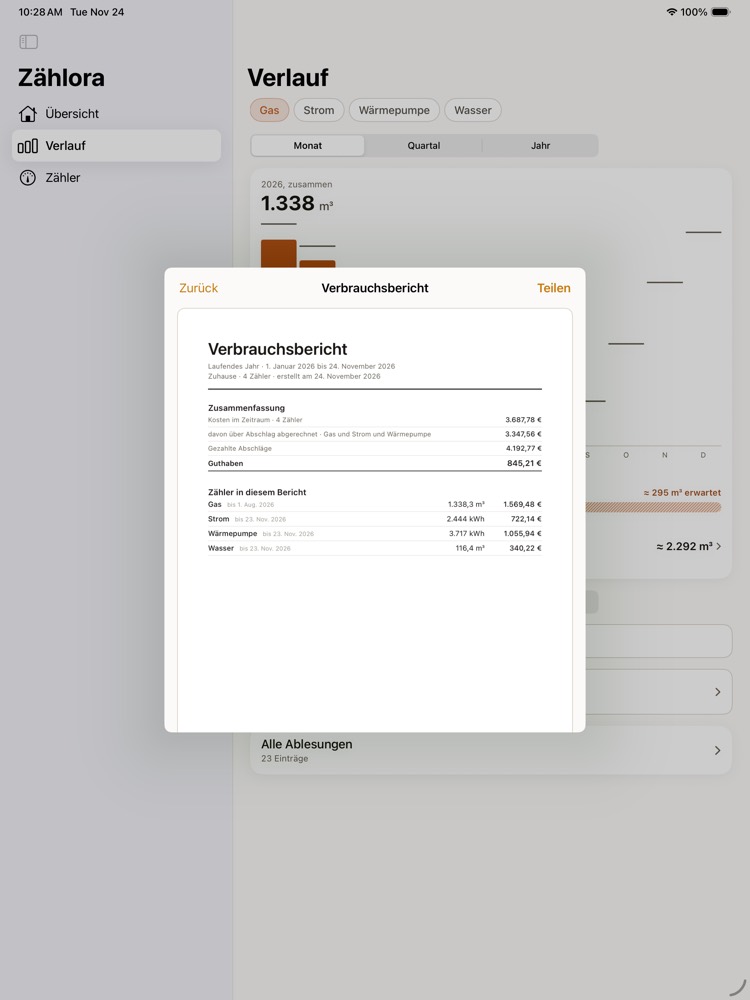 10:28 AM Tue Nov 24
100%
Zählora
Übersicht
Verlauf
Zähler
Verlauf
Gas Strom Wärmepumpe Wasser
Monat Quartal Jahr
2026, zusammen
1.338 m³
S O N D
≈ 295 m³ erwartet
≈ 2.292 m³
Zurück Verbrauchsbericht Teilen
Verbrauchsbericht
Laufendes Jahr · 1. Januar 2026 bis 24. November 2026
Zuhause · 4 Zähler · erstellt am 24. November 2026
Zusammenfassung
Kosten im Zeitraum · 4 Zähler 3.687,78 €
davon über Abschlag abgerechnet · Gas und Strom und Wärmepumpe 3.347,56 €
Gezahlte Abschläge 4.192,77 €
Guthaben 845,21 €
Zähler in diesem Bericht
Gas bis 1. Aug. 2026 1.338,3 m³ 1.569,48 €
Strom bis 23. Nov. 2026 2.444 kWh 722,14 €
Wärmepumpe bis 23. Nov. 2026 3.717 kWh 1.055,94 €
Wasser bis 23. Nov. 2026 116,4 m³ 340,22 €
Alle Ablesungen
23 Einträge